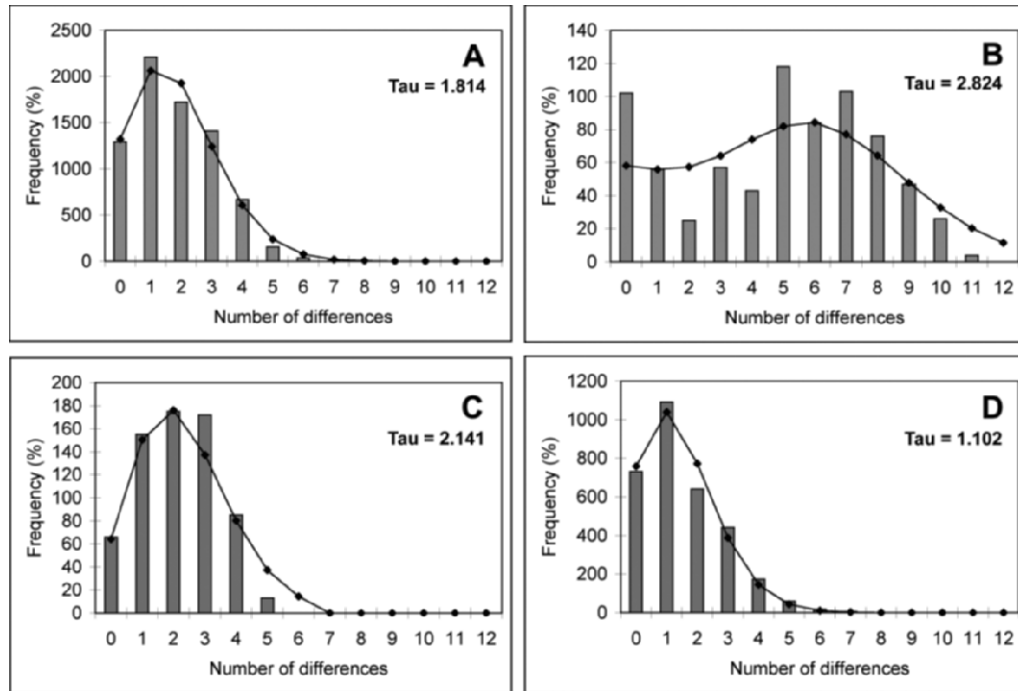 A
Tau = 1.814
Frequency (%)
2500
2000
1500
1000
500
0
0 1 2 3 4 5 6 7 8 9 10 11 12
Number of differences
B
Tau = 2.824
Frequency (%)
140
120
100
80
60
40
20
0
0 1 2 3 4 5 6 7 8 9 10 11 12
Number of differences
C
Tau = 2.141
Frequency (%)
200
180
160
140
120
100
80
60
40
20
0
0 1 2 3 4 5 6 7 8 9 10 11 12
Number of differences
D
Tau = 1.102
Frequency (%)
1200
1000
800
600
400
200
0
0 1 2 3 4 5 6 7 8 9 10 11 12
Number of differences